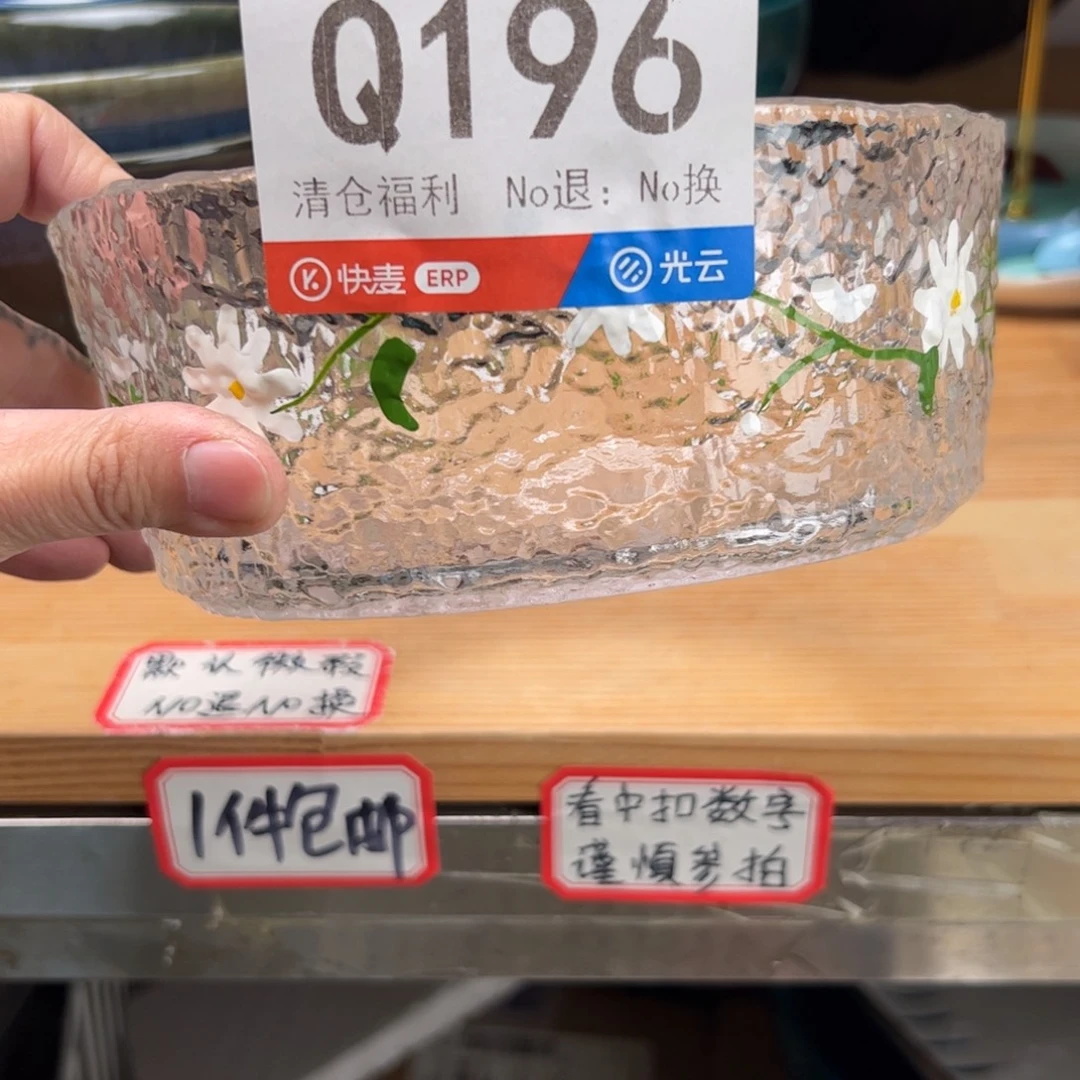 Q196
清仓福利 No退：No换
快麦 ERP 光云
默认微瑕
NO退NO换
1件包邮
看中扣数字
谨慎参拍